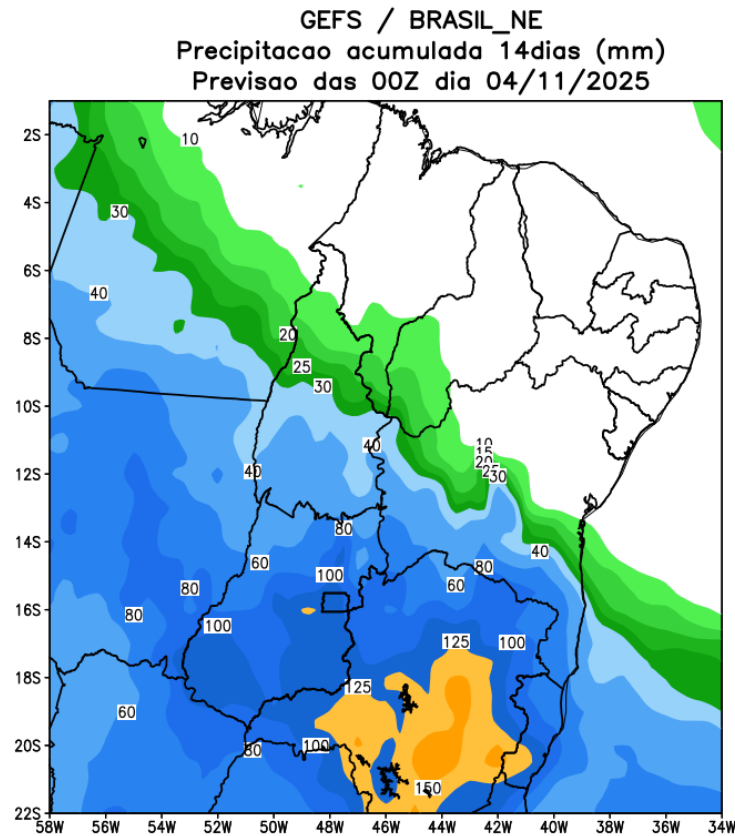 GEFS / BRASIL_NE
Precipitacao acumulada 14dias (mm)
Previsao das 00Z dia 04/11/2025
2S
10
4S
30
6S
40
8S
20
25
30
10S
10
15
40
20
12S
40
25
30
14S
80
40
60
80
100
60
16S
80
100
125
100
18S
125
60
20S
80
100
150
22S
58W 56W 54W 52W 50W 48W 46W 44W 42W 40W 38W 36W 34W